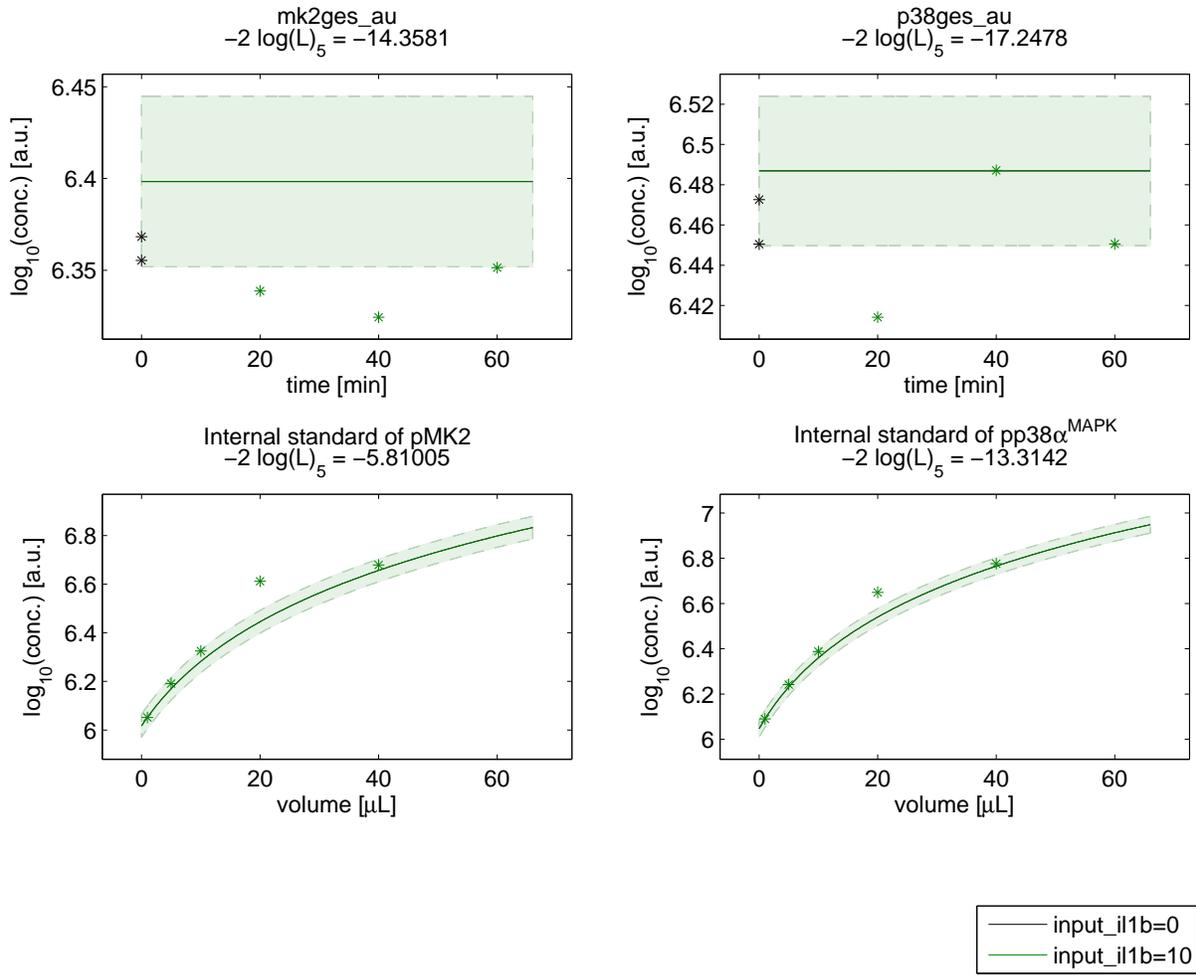 mk2ges_au
−2 log(L)5 = −14.3581
6.45
6.4
6.35
log10(conc.) [a.u.]
0 20 40 60
time [min]
p38ges_au
−2 log(L)5 = −17.2478
6.52
6.5
6.48
6.46
6.44
6.42
log10(conc.) [a.u.]
0 20 40 60
time [min]
Internal standard of pMK2
−2 log(L)5 = −5.81005
6.8
6.6
6.4
6.2
6
log10(conc.) [a.u.]
0 20 40 60
volume [μL]
Internal standard of pp38αMAPK
−2 log(L)5 = −13.3142
7
6.8
6.6
6.4
6.2
6
log10(conc.) [a.u.]
0 20 40 60
volume [μL]
input_il1b=0
input_il1b=10